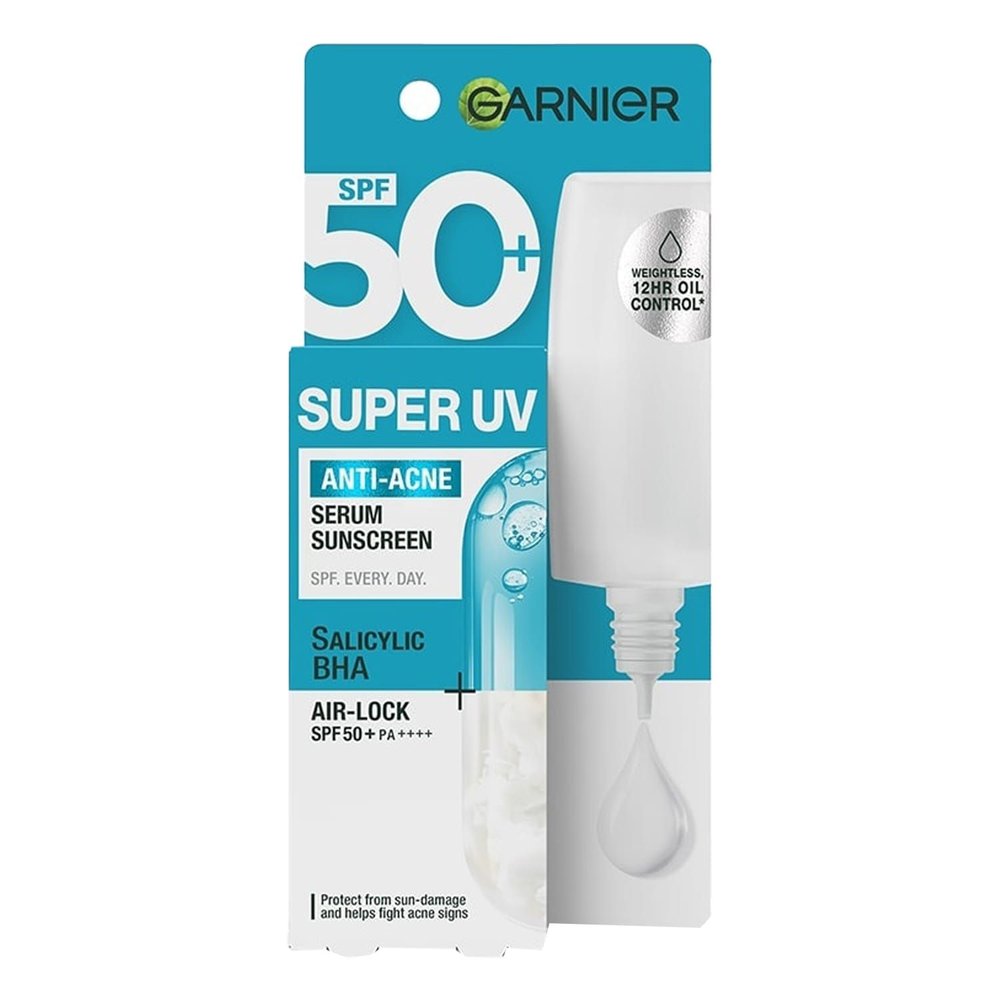 GARNIER
SPF
50+
WEIGHTLESS,
12HR OIL
CONTROL*
SUPER UV
ANTI-ACNE
SERUM
SUNSCREEN
SPF. EVERY. DAY.
SALICYLIC
BHA
+
AIR-LOCK
SPF50+ PA++++
Protect from sun-damage
and helps fight acne signs